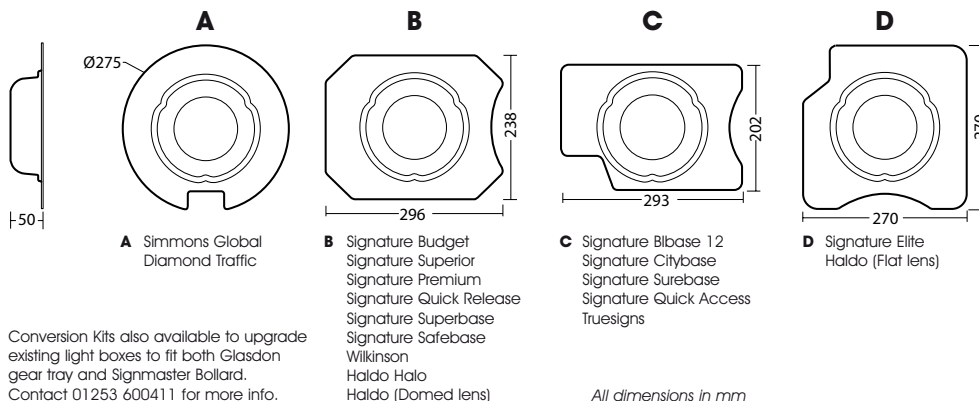 A
B
C
D
Ø275
50
238
296
202
293
270
270
A Simmons Global
Diamond Traffic
B Signature Budget
Signature Superior
Signature Premium
Signature Quick Release
Signature Superbase
Signature Safebase
Wilkinson
Haldo Halo
Haldo (Domed lens)
C Signature BIbase 12
Signature Citybase
Signature Surebase
Signature Quick Access
Truesigns
D Signature Elite
Haldo (Flat lens)
Conversion Kits also available to upgrade
existing light boxes to fit both Glasdon
gear tray and Signmaster Bollard.
Contact 01253 600411 for more info.
All dimensions in mm